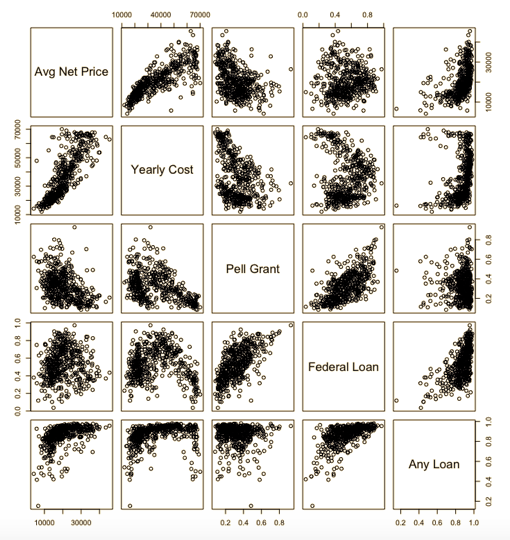 10000 40000 70000
0.0 0.4 0.8
Avg Net Price
10000 30000
10000 30000 50000 70000
Yearly Cost
Pell Grant
0.2 0.4 0.6 0.8
0.0 0.2 0.4 0.6 0.8 1.0
Federal Loan
Any Loan
0.2 0.4 0.6 0.8 1.0
10000 30000
0.2 0.4 0.6 0.8
0.2 0.4 0.6 0.8 1.0